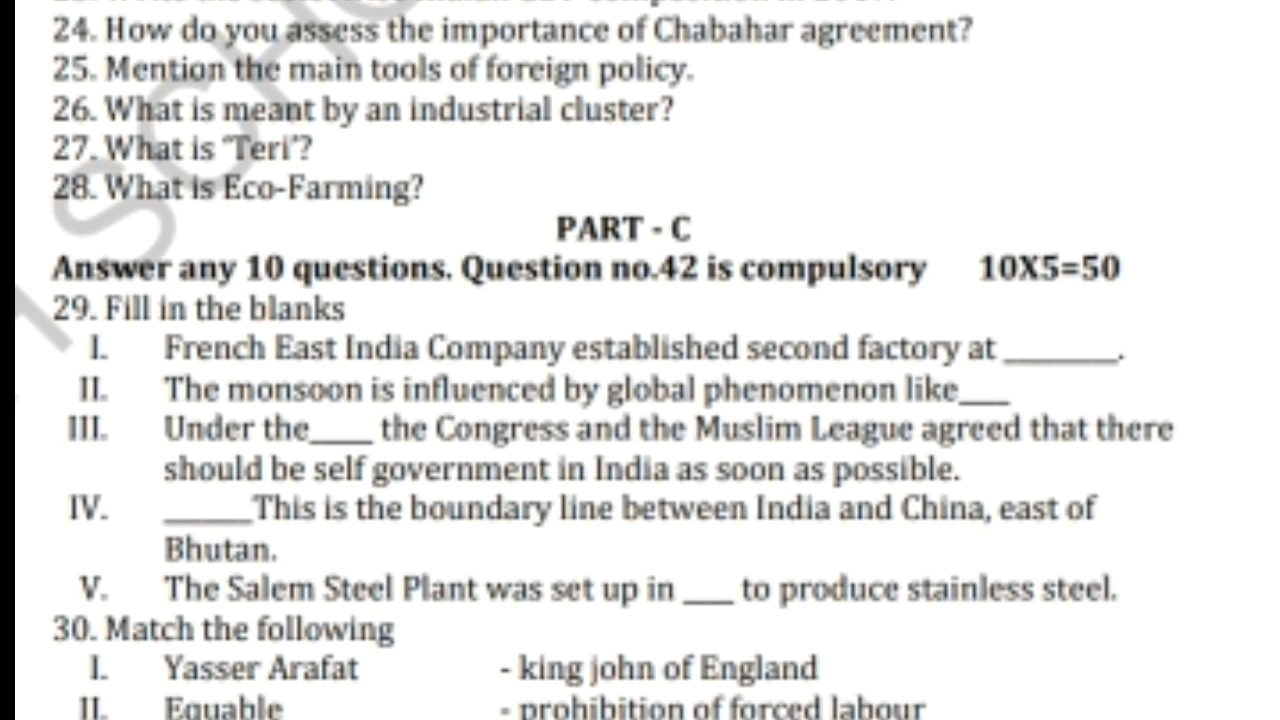 24. How do you assess the importance of Chabahar agreement?
25. Mention the main tools of foreign policy.
26. What is meant by an industrial cluster?
27. What is 'Teri'?
28. What is Eco-Farming?
PART - C
Answer any 10 questions. Question no.42 is compulsory 10X5=50
29. Fill in the blanks
I. French East India Company established second factory at ________.
II. The monsoon is influenced by global phenomenon like___
III. Under the____ the Congress and the Muslim League agreed that there
should be self government in India as soon as possible.
IV. ______This is the boundary line between India and China, east of
Bhutan.
V. The Salem Steel Plant was set up in ___ to produce stainless steel.
30. Match the following
I. Yasser Arafat - king john of England
II. Equable - prohibition of forced labour